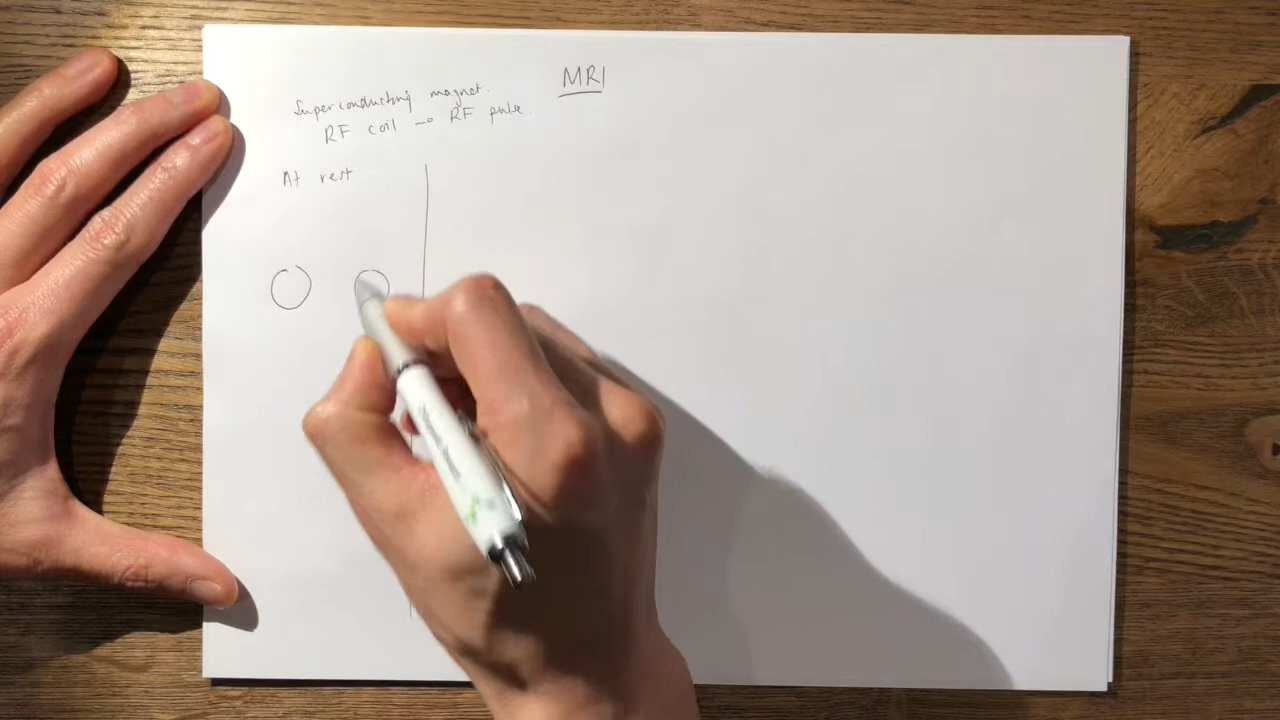 MRI
Superconducting magnet.
RF coil → RF pulse.
At rest